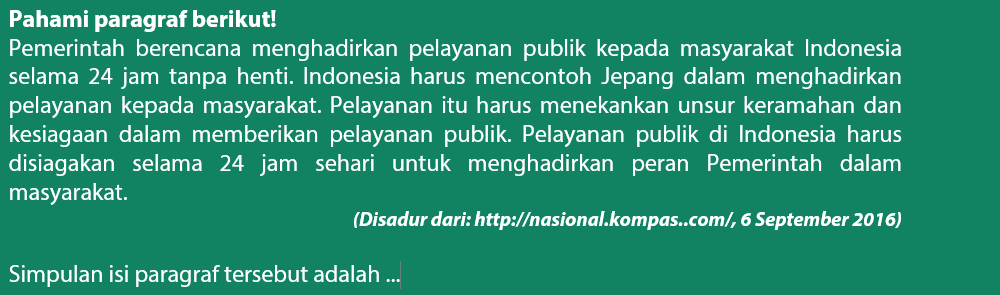 Pahami paragraf berikut!
Pemerintah berencana menghadirkan pelayanan publik kepada masyarakat Indonesia
selama 24 jam tanpa henti. Indonesia harus mencontoh Jepang dalam menghadirkan
pelayanan kepada masyarakat. Pelayanan itu harus menekankan unsur keramahan dan
kesiagaan dalam memberikan pelayanan publik. Pelayanan publik di Indonesia harus
disiagakan selama 24 jam sehari untuk menghadirkan peran Pemerintah dalam
masyarakat.
(Disadur dari: http://nasional.kompas..com/, 6 September 2016)
Simpulan isi paragraf tersebut adalah ...